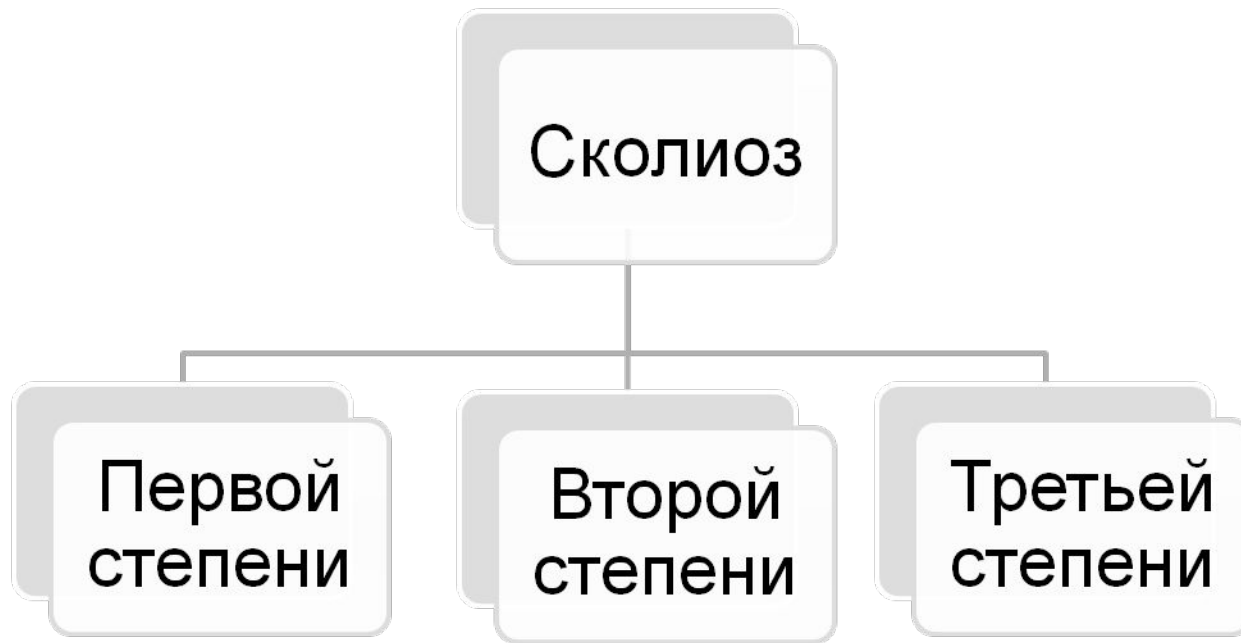 Сколиоз
Первой
степени
Второй
степени
Третьей
степени